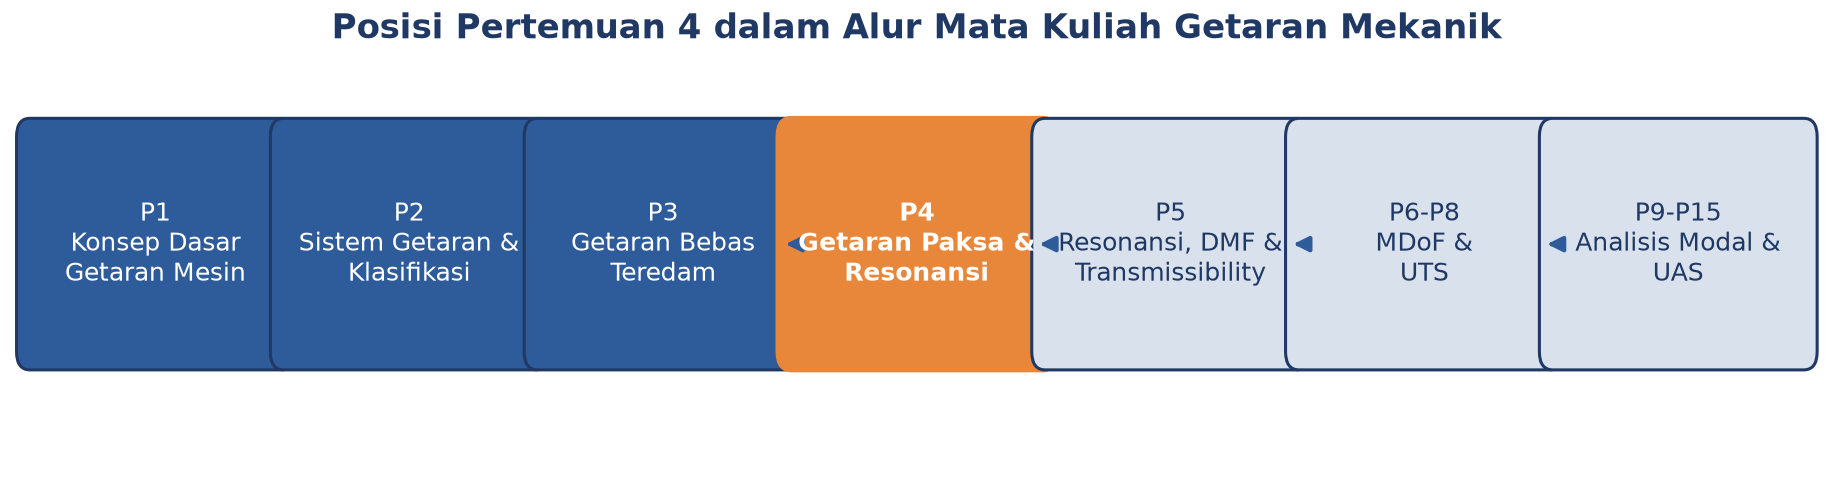 Posisi Pertemuan 4 dalam Alur Mata Kuliah Getaran Mekanik
P1
Konsep Dasar
Getaran Mesin
P2
Sistem Getaran &
Klasifikasi
P3
Getaran Bebas
Teredam
P4
Getaran Paksa &
Resonansi
P5
Resonansi, DMF &
Transmissibility
P6-P8
MDoF &
UTS
P9-P15
Analisis Modal &
UAS